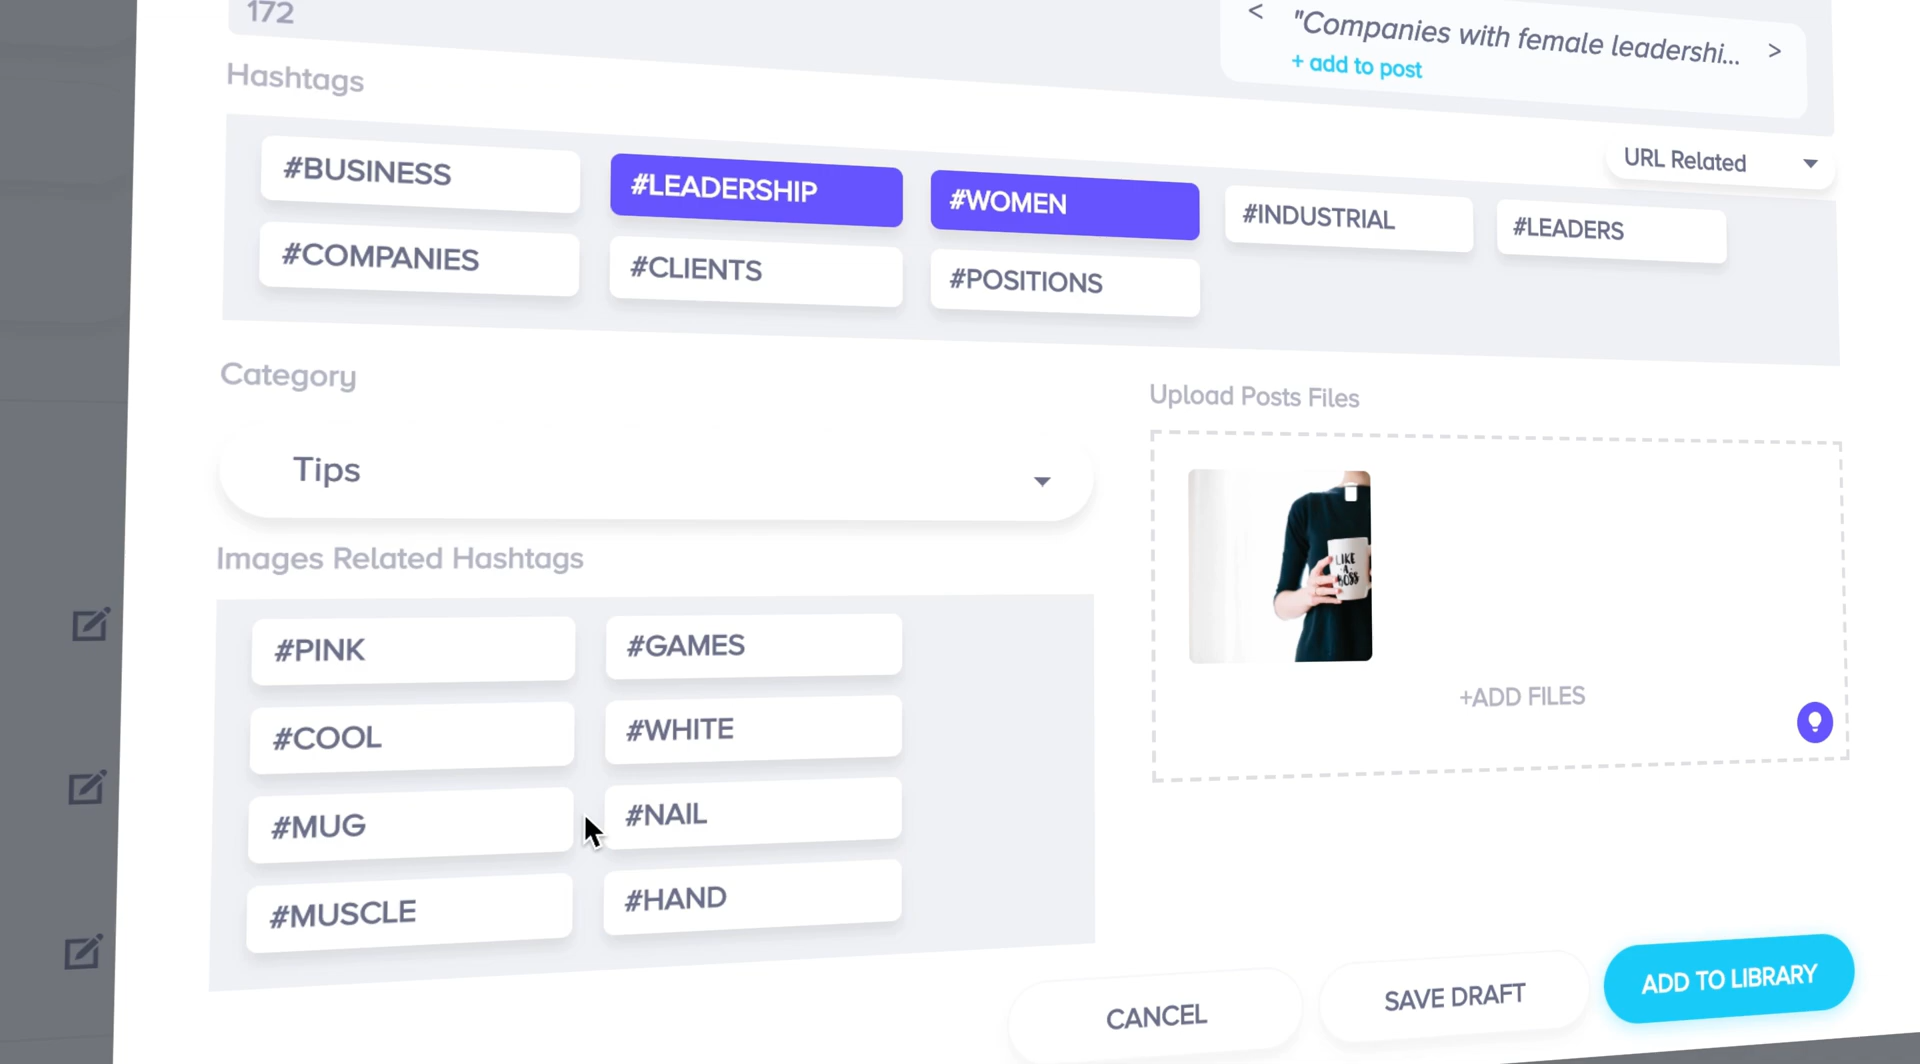 172
< "Companies with female leadershi... >
+ add to post
Hashtags
URL Related
#BUSINESS #LEADERSHIP #WOMEN #INDUSTRIAL #LEADERS
#COMPANIES #CLIENTS #POSITIONS
Category
Tips
Upload Posts Files
LIKE
A
BOSS
+ADD FILES
Images Related Hashtags
#PINK #GAMES
#COOL #WHITE
#MUG #NAIL
#MUSCLE #HAND
CANCEL SAVE DRAFT ADD TO LIBRARY